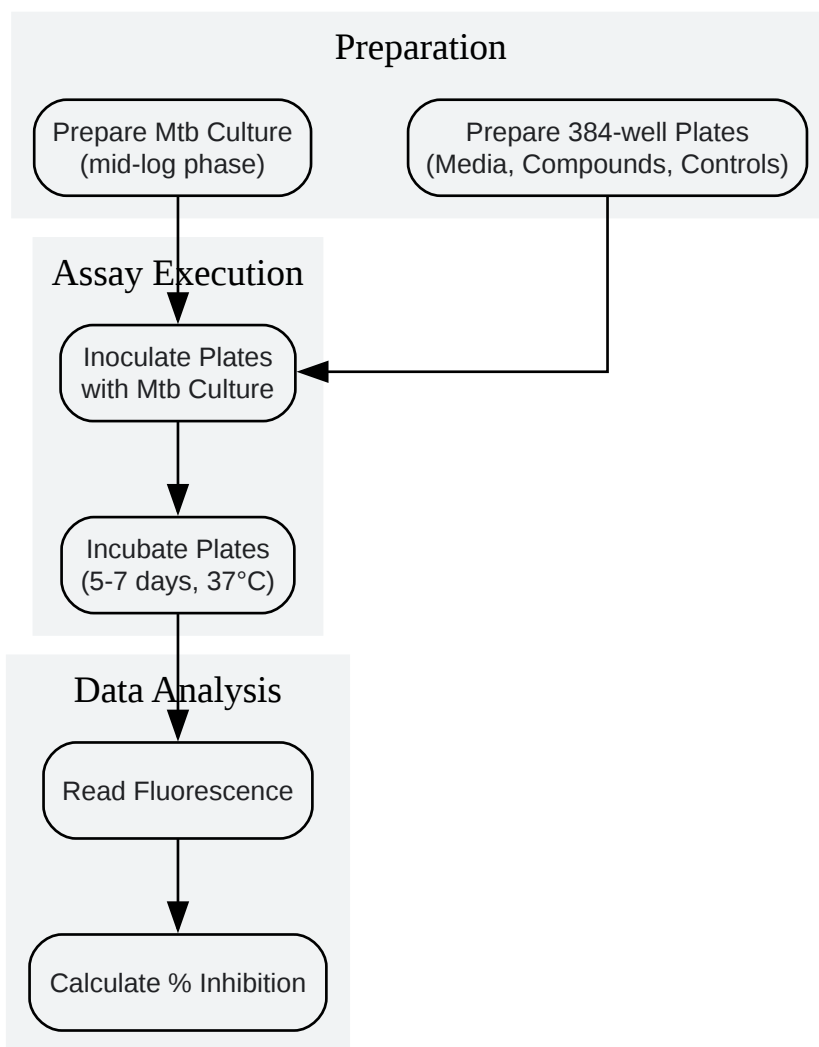 Preparation
Prepare Mtb Culture
(mid-log phase)
Prepare 384-well Plates
(Media, Compounds, Controls)
Assay Execution
Inoculate Plates
with Mtb Culture
Incubate Plates
(5-7 days, 37°C)
Data Analysis
Read Fluorescence
Calculate % Inhibition